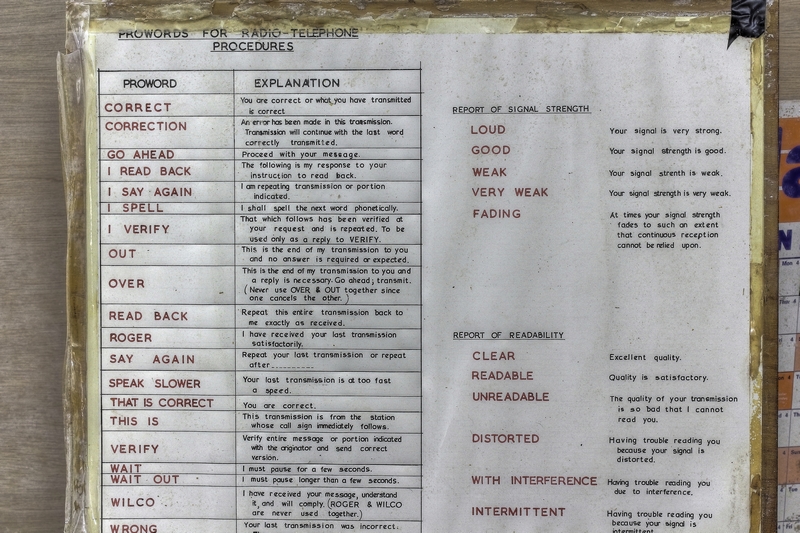 PROWORDS FOR RADIO-TELEPHONE
PROCEDURES
PROWORD EXPLANATION
CORRECT You are correct or what you have transmitted
is correct
CORRECTION An error has been made in this transmission.
Transmission will continue with the last word
correctly transmitted.
GO AHEAD Proceed with your message.
I READ BACK The following is my response to your
instruction to read back.
I SAY AGAIN I am repeating transmission or portion
indicated.
I SPELL I shall spell the next word phonetically.
I VERIFY That which follows has been verified at
your request and is repeated. To be
used only as a reply to VERIFY.
OUT This is the end of my transmission to you
and no answer is required or expected.
OVER This is the end of my transmission to you and
a reply is necessary. Go ahead; transmit.
(Never use OVER & OUT together since
one cancels the other.)
READ BACK Repeat this entire transmission back to
me exactly as received.
ROGER I have received your last transmission
satisfactorily.
SAY AGAIN Repeat your last transmission or repeat
after..........
SPEAK SLOWER Your last transmission is at too fast
a speed.
THAT IS CORRECT You are correct.
THIS IS This transmission is from the station
whose call sign immediately follows.
VERIFY Verify entire message or portion indicated
with the originator and send correct
version.
WAIT I must pause for a few seconds.
WAIT OUT I must pause longer than a few seconds.
WILCO I have received your message, understand
it, and will comply. (ROGER & WILCO
are never used together.)
WRONG Your last transmission was incorrect.
REPORT OF SIGNAL STRENGTH
LOUD Your signal is very strong.
GOOD Your signal strength is good.
WEAK Your signal strenth is weak.
VERY WEAK Your signal strength is very weak.
FADING At times your signal strength
fades to such an extent
that continuous reception
cannot be relied upon.
REPORT OF READABILITY
CLEAR Excellent quality.
READABLE Quality is satisfactory.
UNREADABLE The quality of your transmission
is so bad that I cannot
read you.
DISTORTED Having trouble reading you
because your signal is
distorted.
WITH INTERFERENCE Having trouble reading you
due to interference.
INTERMITTENT Having trouble reading you
because your signal is
intermittent.